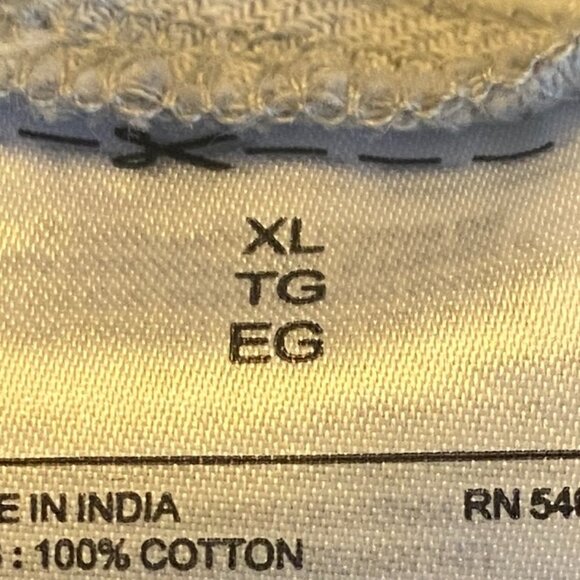 XL
TG
EG
E IN INDIA RN 54
: 100% COTTON